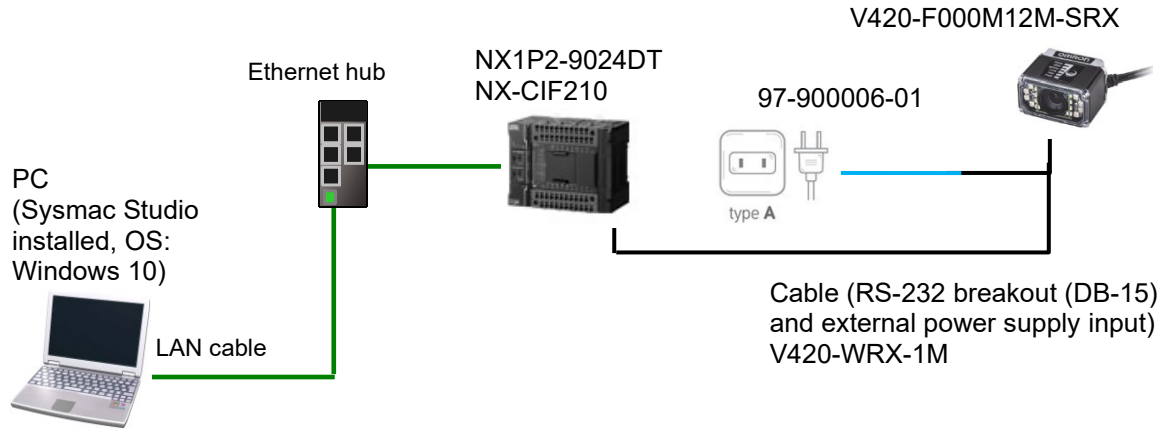 V420-F000M12M-SRX
NX1P2-9024DT
NX-CIF210
Ethernet hub
97-900006-01
OMRON
type A
PC
(Sysmac Studio
installed, OS:
Windows 10)
LAN cable
Cable (RS-232 breakout (DB-15)
and external power supply input)
V420-WRX-1M